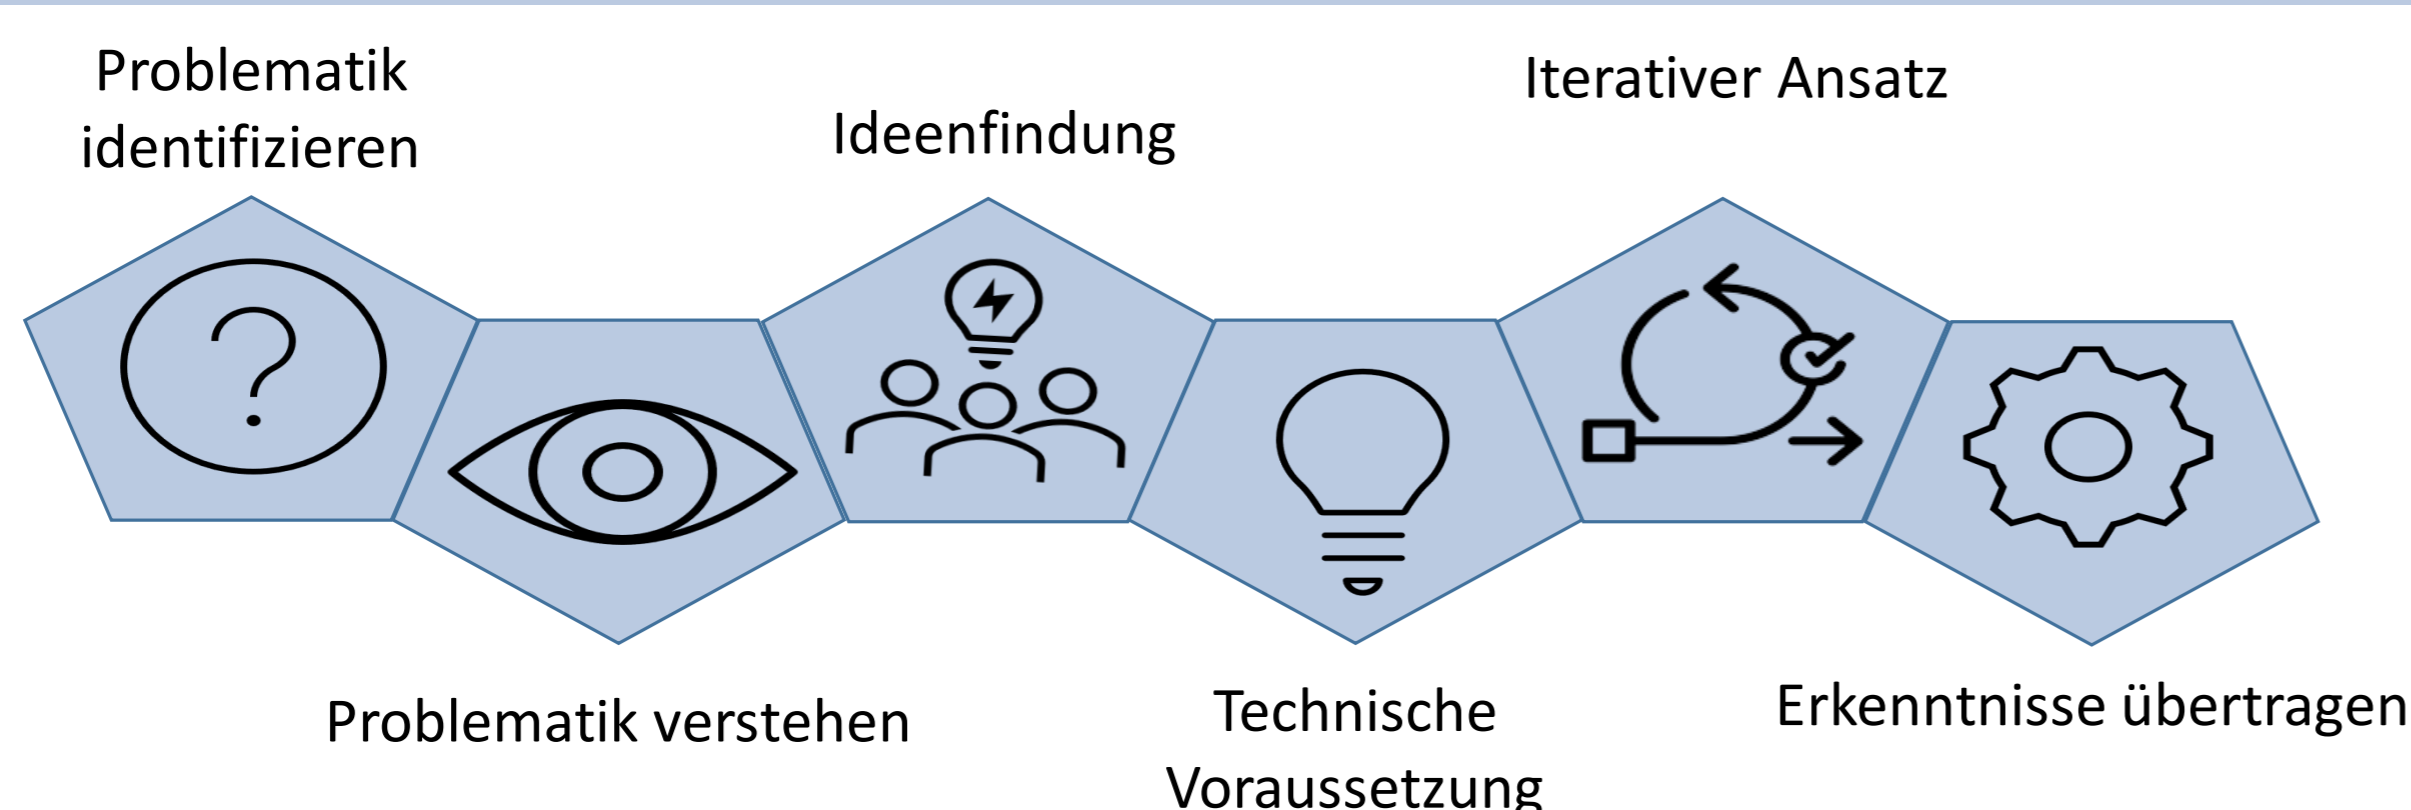 Problematik
identifizieren
Problematik verstehen
Ideenfindung
Technische
Voraussetzung
Iterativer Ansatz
Erkenntnisse übertragen